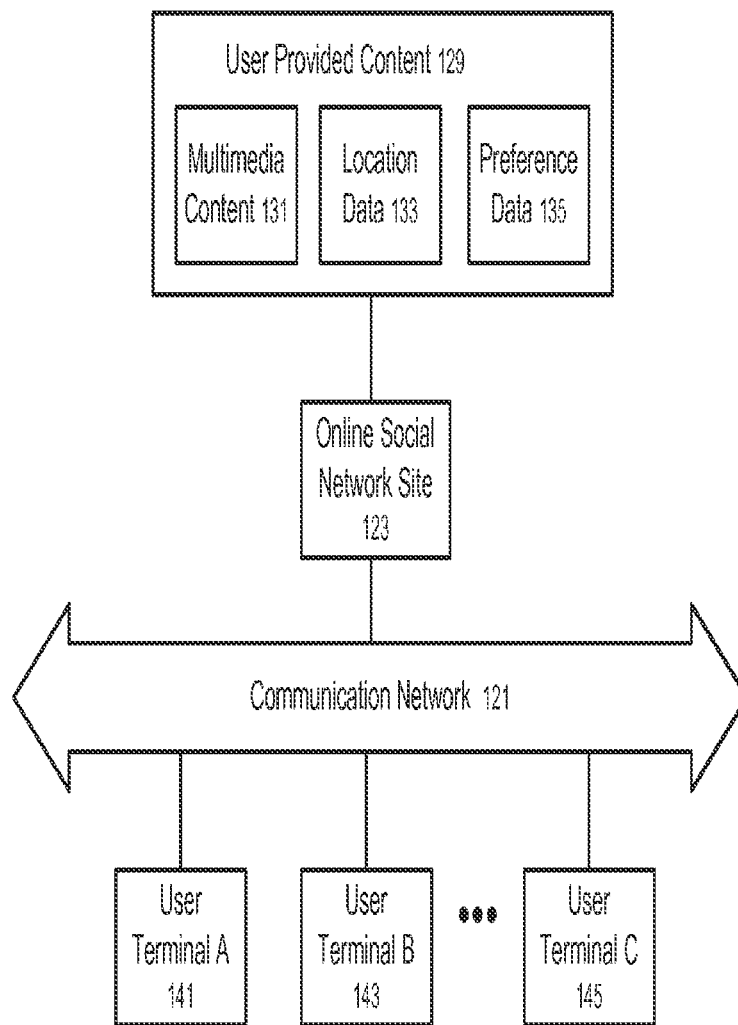 User Provided Content 129
Multimedia
Content 131
Location
Data 133
Preference
Data 135
Online Social
Network Site
123
Communication Network 121
User
Terminal A
141
User
Terminal B
143
User
Terminal C
145